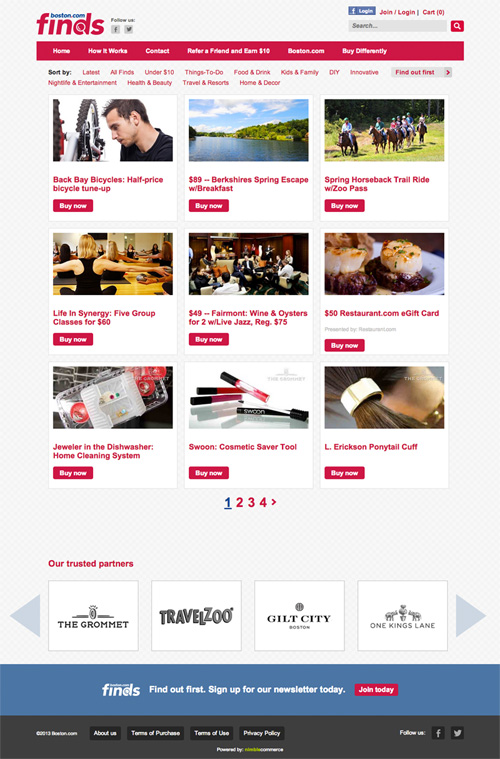 boston.com
finds
Follow us:
Login
Join / Login | Cart (0)
Search...
Home How It Works Contact Refer a Friend and Earn $10 Boston.com Buy Differently
Sort by: Latest All Finds Under $10 Things-To-Do Food & Drink Kids & Family DIY Innovative Find out first
Nightlife & Entertainment Health & Beauty Travel & Resorts Home & Decor
Back Bay Bicycles: Half-price
bicycle tune-up
Buy now
$89 -- Berkshires Spring Escape
w/Breakfast
Buy now
Spring Horseback Trail Ride
w/Zoo Pass
Buy now
Life In Synergy: Five Group
Classes for $60
Buy now
$49 -- Fairmont: Wine & Oysters
for 2 w/Live Jazz, Reg. $75
Buy now
$50 Restaurant.com eGift Card
Presented by: Restaurant.com
Buy now
THE GROMMET
Jeweler in the Dishwasher:
Home Cleaning System
Buy now
THE GROMMET
SWOON
Swoon: Cosmetic Saver Tool
Buy now
THE GROMMET
L. Erickson Ponytail Cuff
Buy now
1 2 3 4 >
Our trusted partners
THE GROMMET
TRAVELZOO
GILT CITY
BOSTON
ONE KINGS LANE
boston.com
finds
Find out first. Sign up for our newsletter today.
Join today
©2013 Boston.com About us Terms of Purchase Terms of Use Privacy Policy Follow us:
Powered by: nimblecommerce